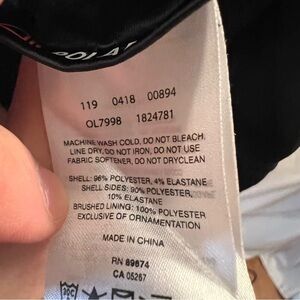 POLA
119 0418 00894
OL7998 1824781
MACHINE WASH COLD, DO NOT BLEACH,
LINE DRY, DO NOT IRON, DO NOT USE
FABRIC SOFTENER, DO NOT DRYCLEAN
SHELL: 96% POLYESTER, 4% ELASTANE
SHELL SIDES: 90% POLYESTER,
10% ELASTANE
BRUSHED LINING: 100% POLYESTER
EXCLUSIVE OF ORNAMENTATION
MADE IN CHINA
RN 89674
CA 05267